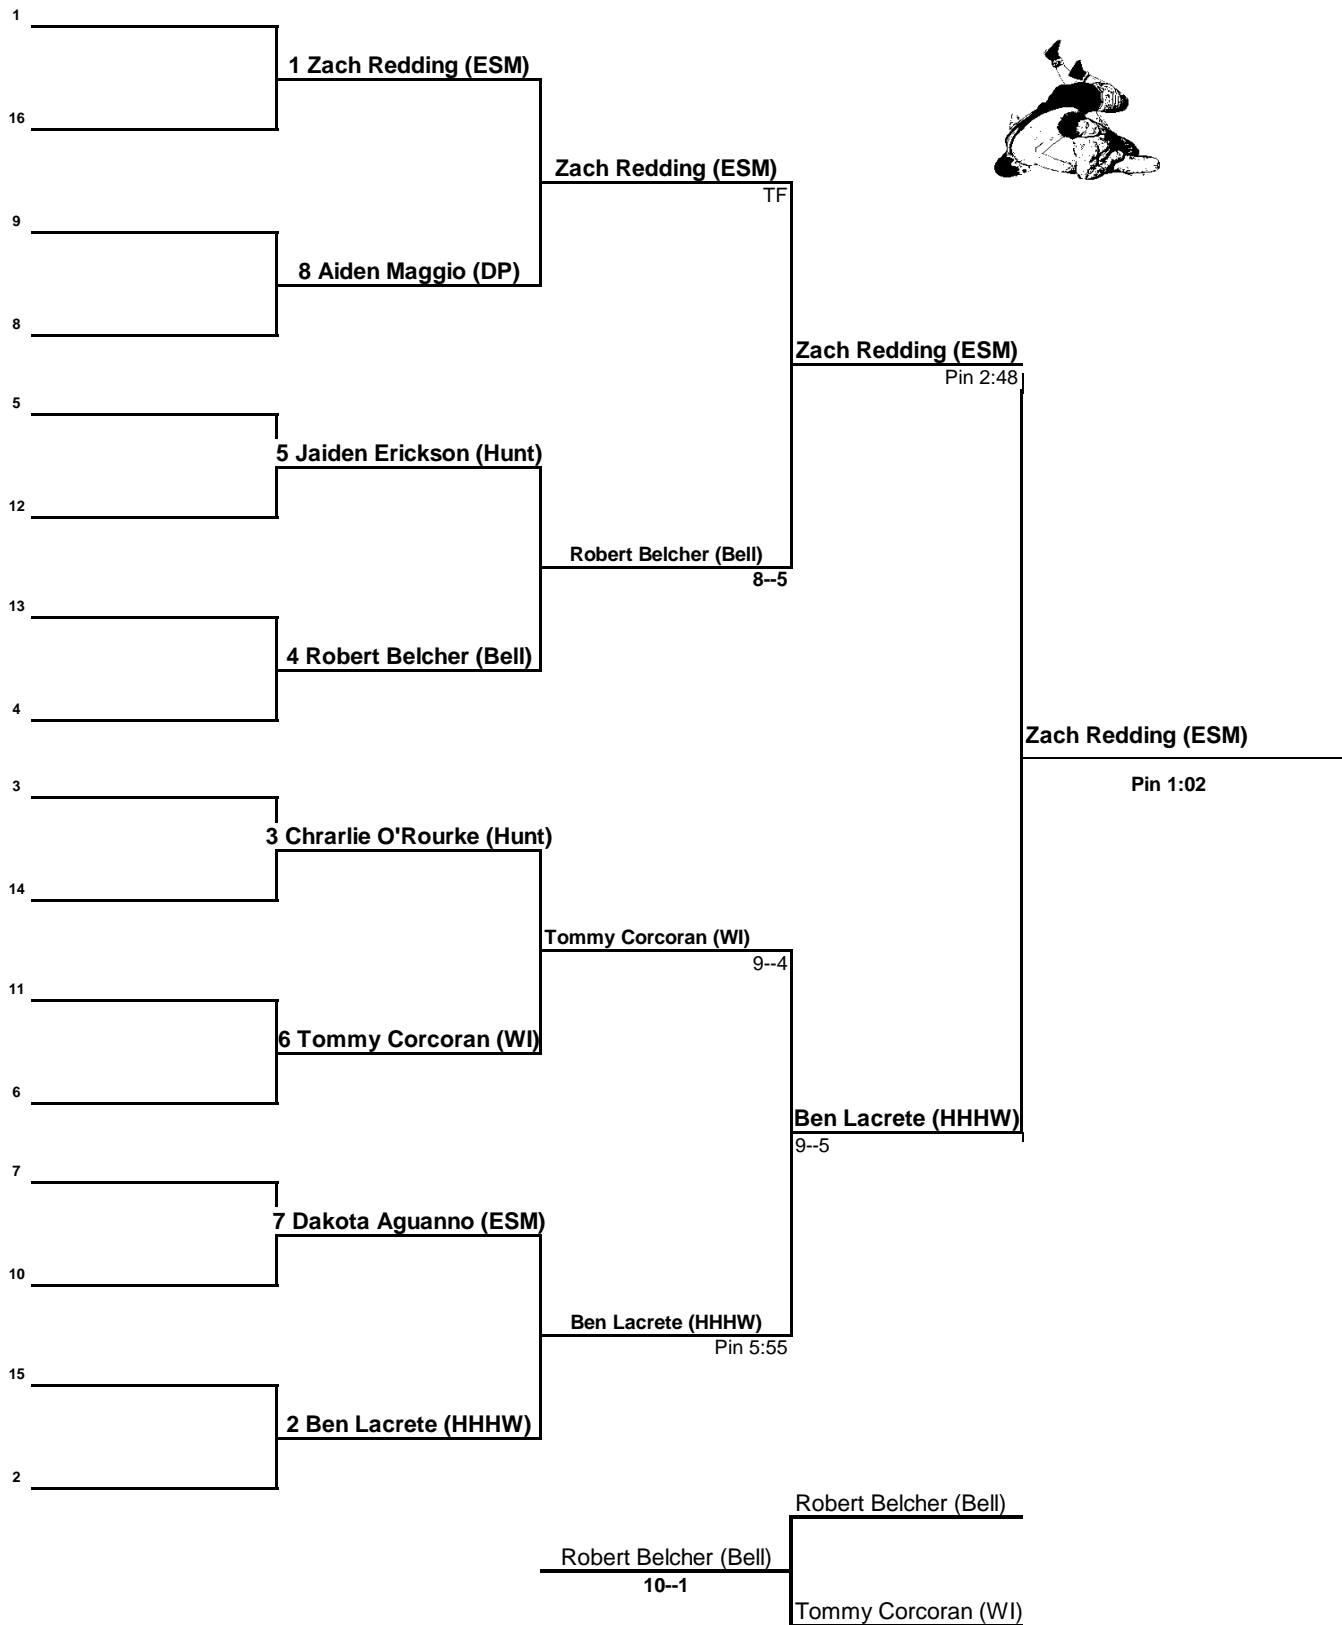 1
1 Zach Redding (ESM)
16
Zach Redding (ESM)
TF
9
8 Aiden Maggio (DP)
8
Zach Redding (ESM)
Pin 2:48
5
5 Jaiden Erickson (Hunt)
12
Robert Belcher (Bell)
8--5
13
4 Robert Belcher (Bell)
4
Zach Redding (ESM)
Pin 1:02
3
3 Chrarlie O'Rourke (Hunt)
14
Tommy Corcoran (WI)
9--4
11
6 Tommy Corcoran (WI)
6
Ben Lacrete (HHHW)
9--5
7
7 Dakota Aguanno (ESM)
10
Ben Lacrete (HHHW)
Pin 5:55
15
2 Ben Lacrete (HHHW)
2
Robert Belcher (Bell)
Robert Belcher (Bell)
10--1
Tommy Corcoran (WI)